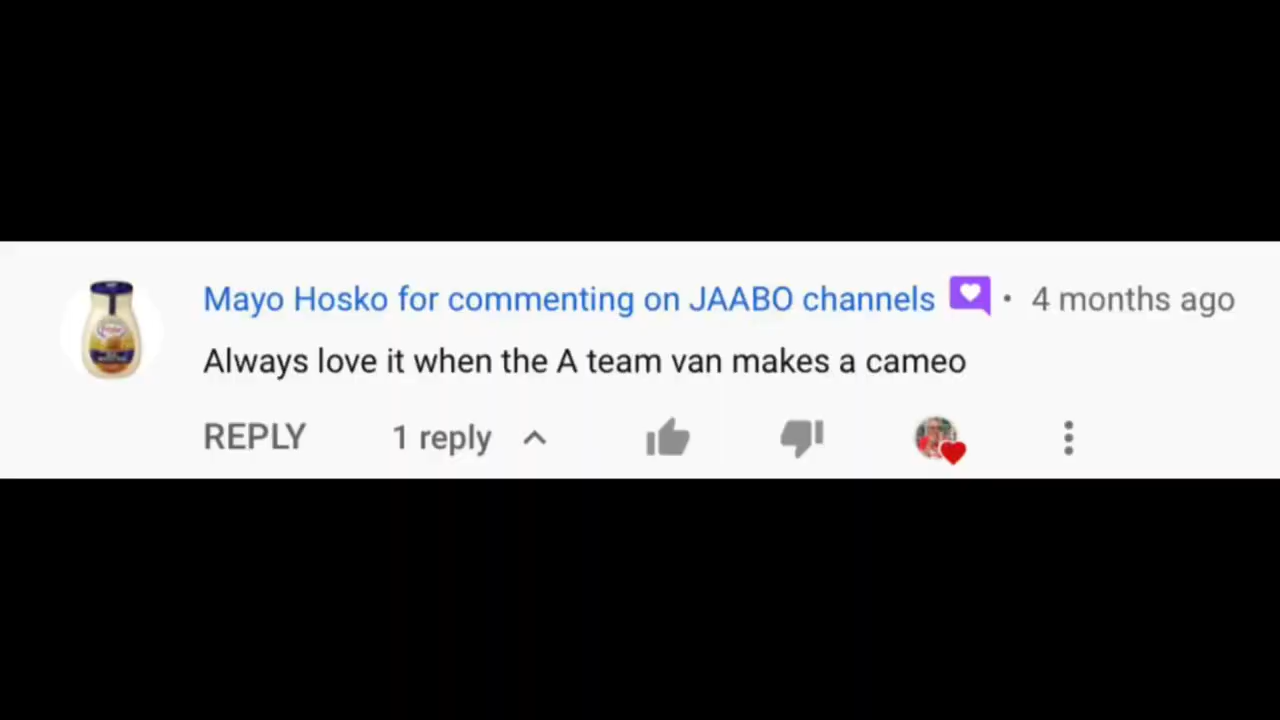 Mayo Hosko for commenting on JAABO channels • 4 months ago
Always love it when the A team van makes a cameo
REPLY 1 reply